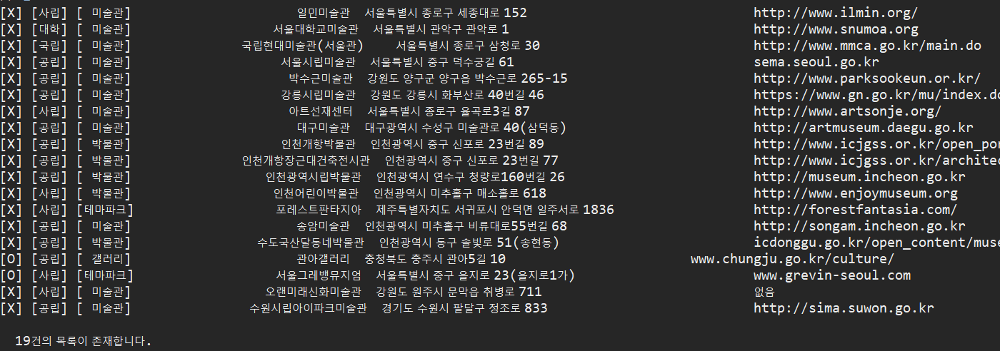 [X] [사립] [ 미술관] 일민미술관 서울특별시 종로구 세종대로 152 http://www.ilmin.org/
[X] [대학] [ 미술관] 서울대학교미술관 서울특별시 관악구 관악로 1 http://www.snumoa.org
[X] [국립] [ 미술관] 국립현대미술관(서울관) 서울특별시 종로구 삼청로 30 http://www.mmca.go.kr/main.do
[X] [공립] [ 미술관] 서울시립미술관 서울특별시 중구 덕수궁길 61 sema.seoul.go.kr
[X] [공립] [ 미술관] 박수근미술관 강원도 양구군 양구읍 박수근로 265-15 http://www.parksookeun.or.kr/
[X] [공립] [ 미술관] 강릉시립미술관 강원도 강릉시 화부산로 40번길 46 https://www.gn.go.kr/mu/index.do
[X] [사립] [ 미술관] 아트선재센터 서울특별시 종로구 율곡로3길 87 http://www.artsonje.org/
[X] [공립] [ 미술관] 대구미술관 대구광역시 수성구 미술관로 40(삼덕동) http://artmuseum.daegu.go.kr
[X] [공립] [ 박물관] 인천개항박물관 인천광역시 중구 신포로 23번길 89 http://www.icjgss.or.kr/open_por
[X] [공립] [ 박물관] 인천개항장근대건축전시관 인천광역시 중구 신포로 23번길 77 http://www.icjgss.or.kr/architec
[X] [공립] [ 박물관] 인천광역시립박물관 인천광역시 연수구 청량로160번길 26 http://museum.incheon.go.kr
[X] [사립] [ 박물관] 인천어린이박물관 인천광역시 미추홀구 매소홀로 618 http://www.enjoymuseum.org
[X] [사립] [테마파크] 포레스트판타지아 제주특별자치도 서귀포시 안덕면 일주서로 1836 http://forestfantasia.com/
[X] [공립] [ 미술관] 송암미술관 인천광역시 미추홀구 비류대로55번길 68 http://songam.incheon.go.kr
[X] [공립] [ 박물관] 수도국산달동네박물관 인천광역시 동구 솔빛로 51(송현동) icdonggu.go.kr/open_content/muse
[O] [공립] [ 갤러리] 관아갤러리 충청북도 충주시 관아5길 10 www.chungju.go.kr/culture/
[O] [사립] [테마파크] 서울그레뱅뮤지엄 서울특별시 중구 을지로 23(을지로1가) www.grevin-seoul.com
[X] [사립] [ 미술관] 오랜미래신화미술관 강원도 원주시 문막읍 취병로 711 없음
[X] [공립] [ 미술관] 수원시립아이파크미술관 경기도 수원시 팔달구 정조로 833 http://sima.suwon.go.kr
19건의 목록이 존재합니다.